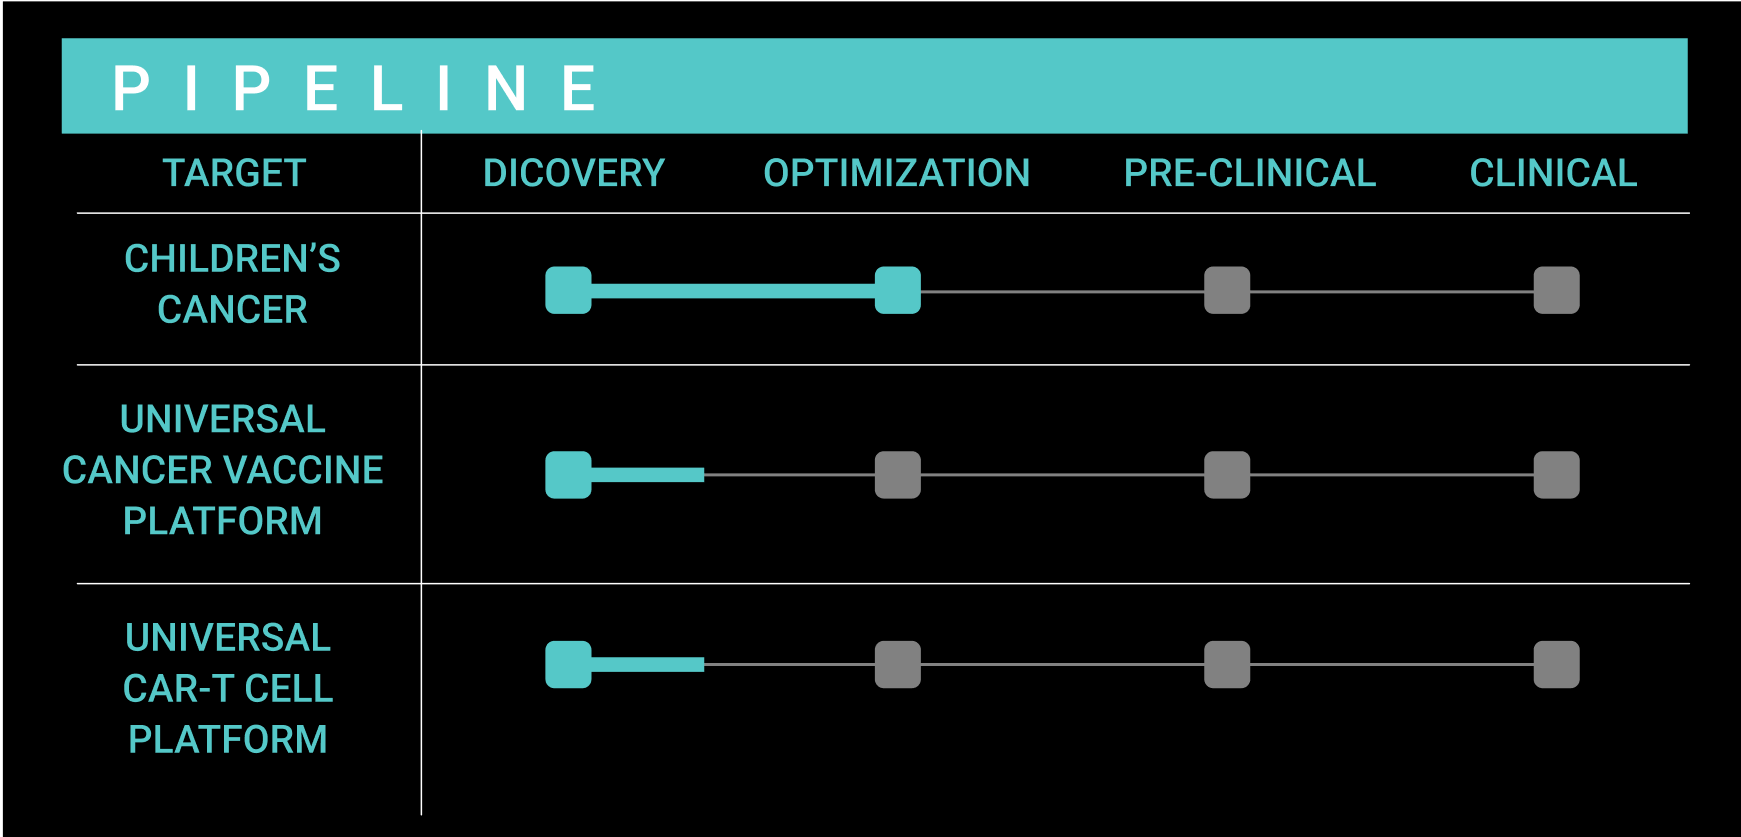 PIPELINE
TARGET DICOVERY OPTIMIZATION PRE-CLINICAL CLINICAL
CHILDREN’S
CANCER
UNIVERSAL
CANCER VACCINE
PLATFORM
UNIVERSAL
CAR-T CELL
PLATFORM